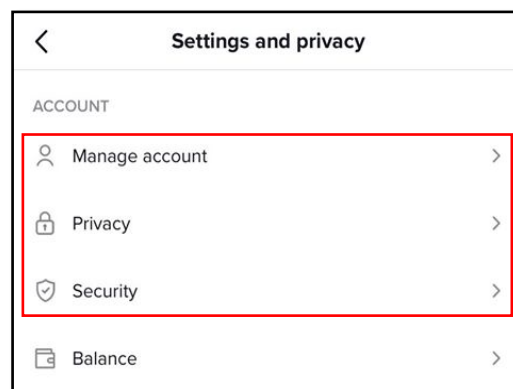 Settings and privacy
ACCOUNT
Manage account
Privacy
Security
Balance